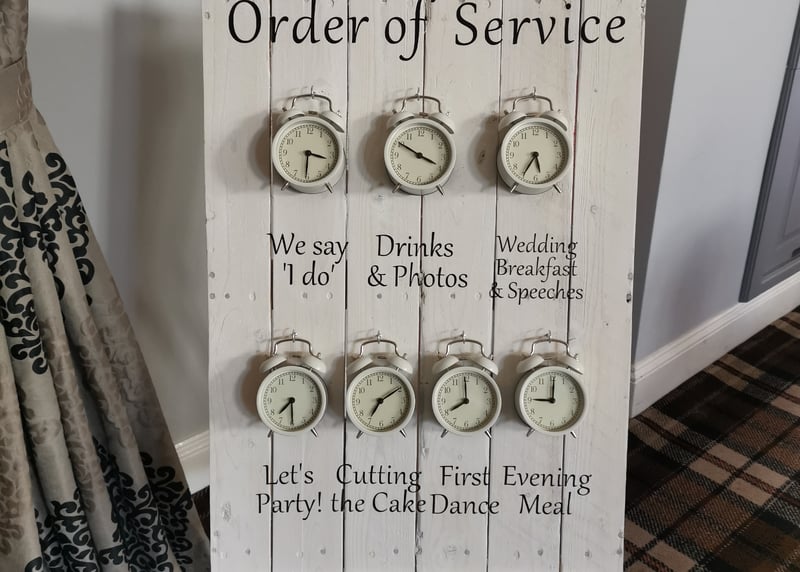 Order of Service
We say
'I do'
Drinks
& Photos
Wedding
Breakfast
& Speeches
Let's
Party!
Cutting
the Cake
First
Dance
Evening
Meal